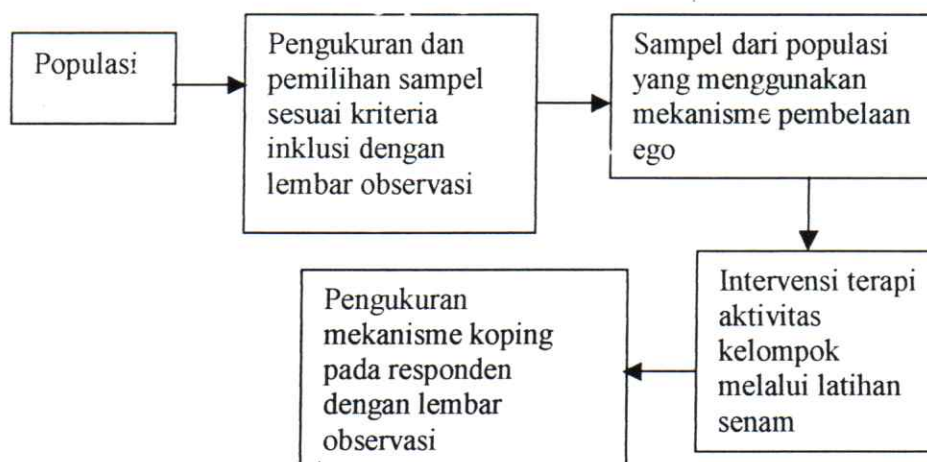 Populasi
Pengukuran dan
pemilihan sampel
sesuai kriteria
inklusi dengan
lembar observasi
Sampel dari populasi
yang menggunakan
mekanisme pembelaan
ego
Intervensi terapi
aktivitas
kelompok
melalui latihan
senam
Pengukuran
mekanisme koping
pada responden
dengan lembar
observasi